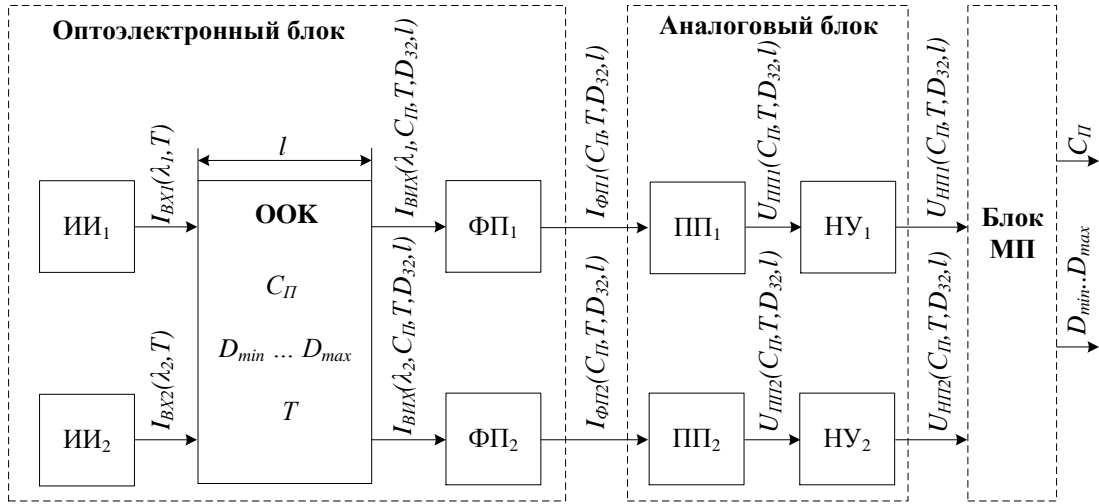 Оптоэлектронный блок
Аналоговый блок
I_ВХ1(λ₁,T)
l
I_ВИХ(λ₁,C_П,T,D₃₂,l)
I_ФП1(C_П,T,D₃₂,l)
U_ПП1(C_П,T,D₃₂,l)
U_НП1(C_П,T,D₃₂,l)
C_П
ИИ₁
ООК
ФП₁
ПП₁
НУ₁
Блок
МП
C_П
D_min ... D_max
T
I_ВХ2(λ₂,T)
I_ВИХ(λ₂,C_П,T,D₃₂,l)
I_ФП2(C_П,T,D₃₂,l)
U_ПП2(C_П,T,D₃₂,l)
U_НП2(C_П,T,D₃₂,l)
D_min..D_max
ИИ₂
ФП₂
ПП₂
НУ₂